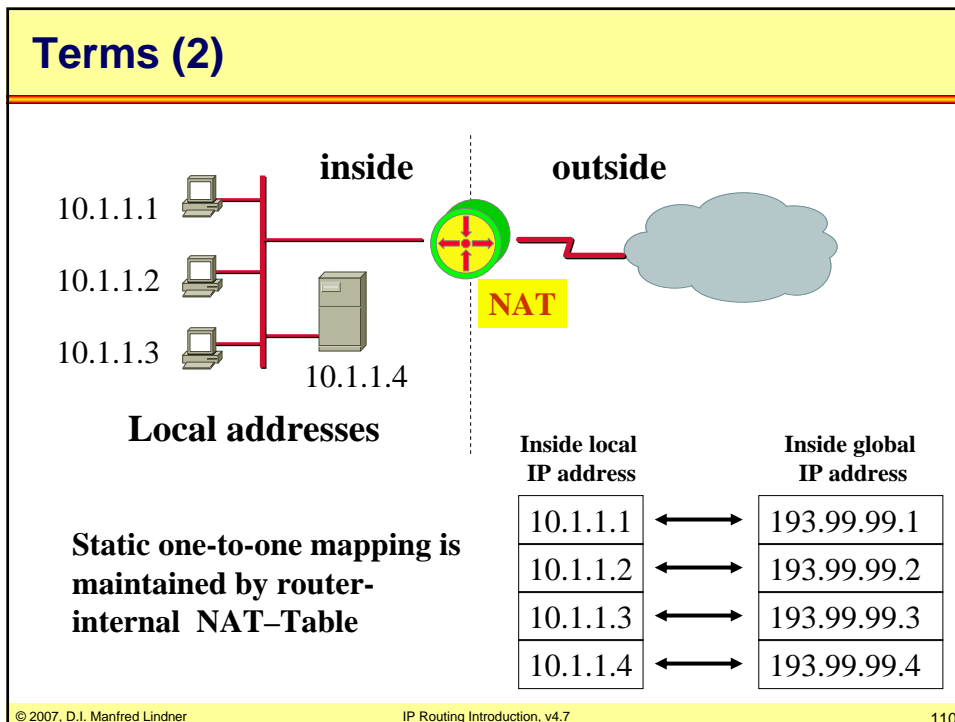 Terms (2)
inside
outside
10.1.1.1
10.1.1.2
NAT
10.1.1.3
10.1.1.4
Local addresses
Inside local
IP address
Inside global
IP address
10.1.1.1
193.99.99.1
10.1.1.2
193.99.99.2
10.1.1.3
193.99.99.3
10.1.1.4
193.99.99.4
Static one-to-one mapping is
maintained by router-
internal NAT–Table
© 2007, D.I. Manfred Lindner
IP Routing Introduction, v4.7
110